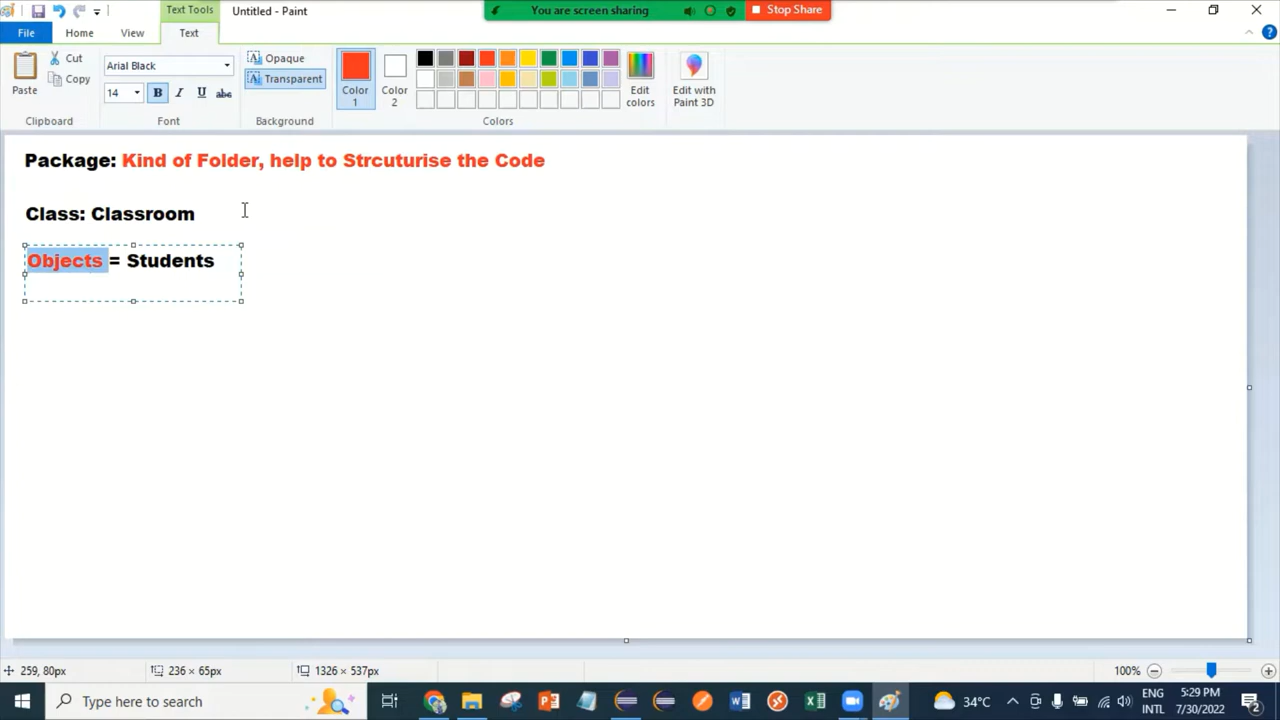 Text Tools
Untitled - Paint
You are screen sharing
Stop Share
File
Home
View
Text
Paste
Cut
Copy
Arial Black
14
B
I
U
abc
Opaque
Transparent
Color 1
Color 2
Edit colors
Edit with Paint 3D
Clipboard
Font
Background
Colors
Package: Kind of Folder, help to Strcuturise the Code
Class: Classroom
Objects = Students
259, 80px
236 × 65px
1326 × 537px
100%
Type here to search
34°C
ENG
INTL
5:29 PM
7/30/2022
2